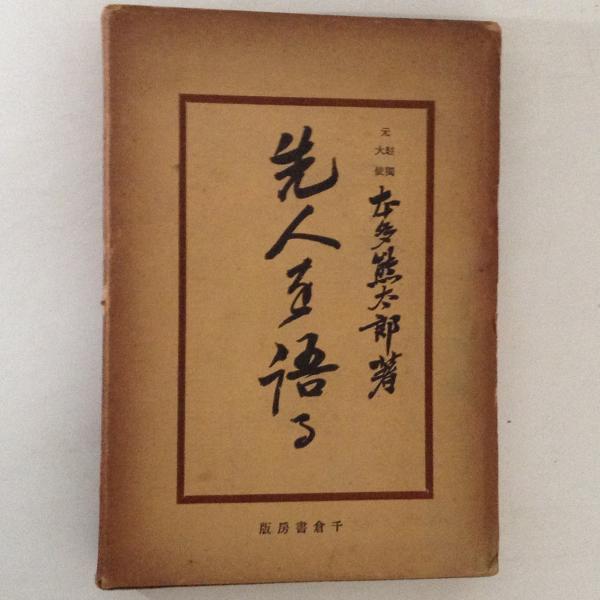 元駐獨大使
本多熊太郎著
先人を語る
千倉書房版